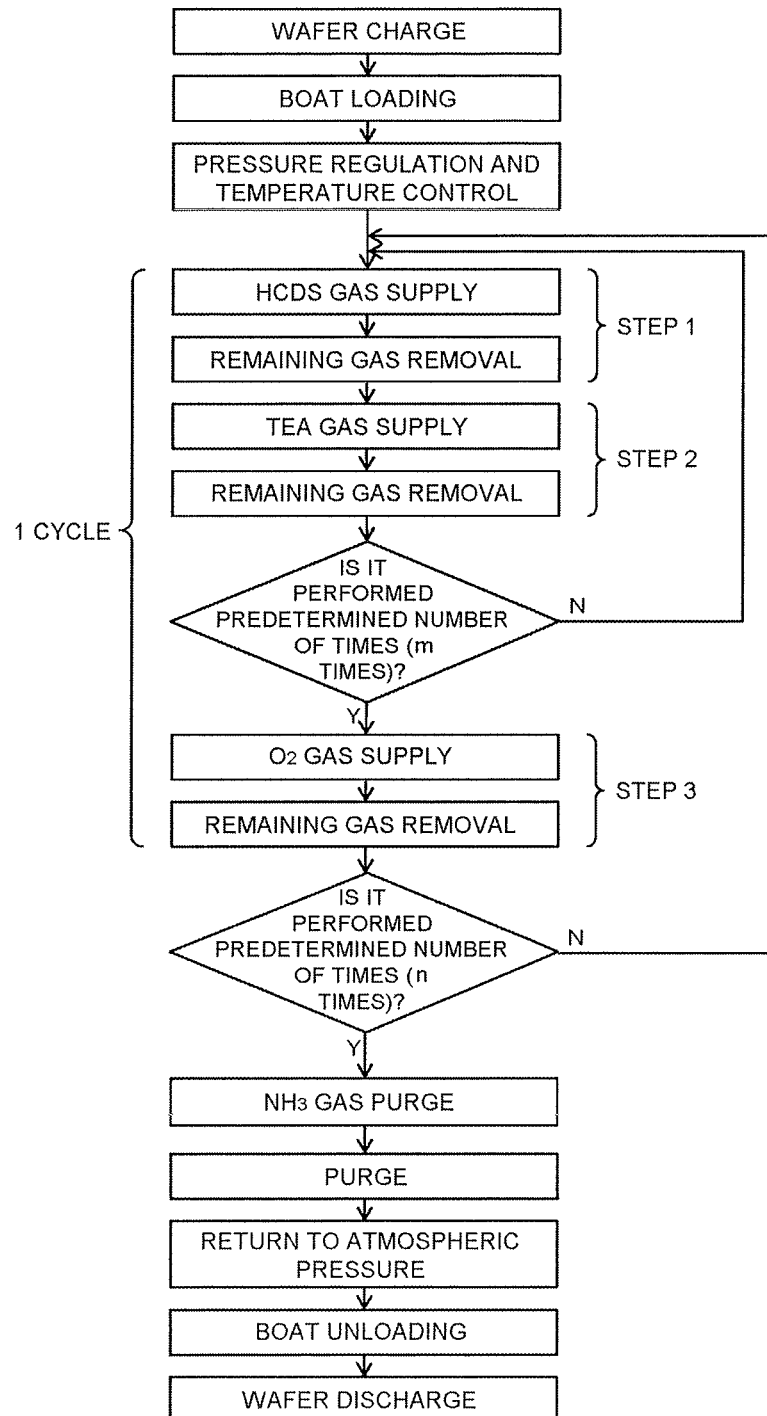 WAFER CHARGE
BOAT LOADING
PRESSURE REGULATION AND
TEMPERATURE CONTROL
HCDS GAS SUPPLY
REMAINING GAS REMOVAL
STEP 1
TEA GAS SUPPLY
REMAINING GAS REMOVAL
STEP 2
1 CYCLE
IS IT
PERFORMED
PREDETERMINED NUMBER
OF TIMES (m
TIMES)?
N
Y
O2 GAS SUPPLY
REMAINING GAS REMOVAL
STEP 3
IS IT
PERFORMED
PREDETERMINED NUMBER
OF TIMES (n
TIMES)?
N
Y
NH3 GAS PURGE
PURGE
RETURN TO ATMOSPHERIC
PRESSURE
BOAT UNLOADING
WAFER DISCHARGE